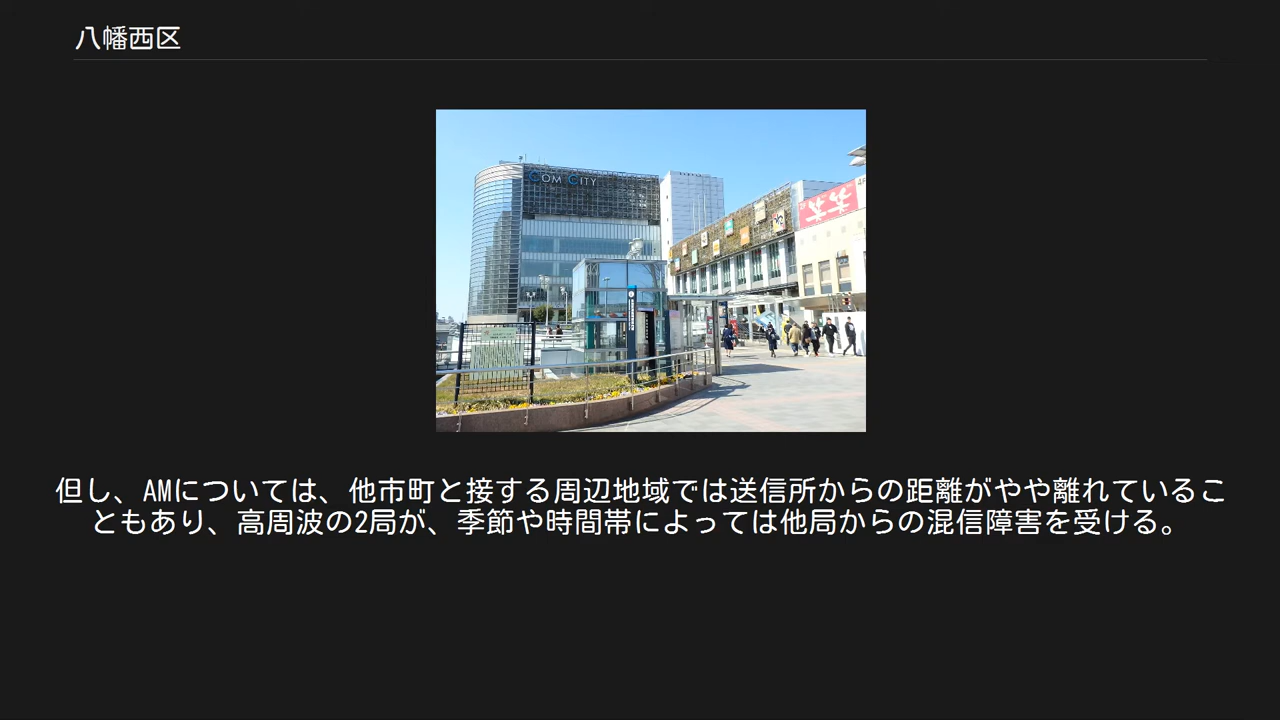 八幡西区
COM CITY
但し、AMについては、他市町と接する周辺地域では送信所からの距離がやや離れているこ
ともあり、高周波の2局が、季節や時間帯によっては他局からの混信障害を受ける。